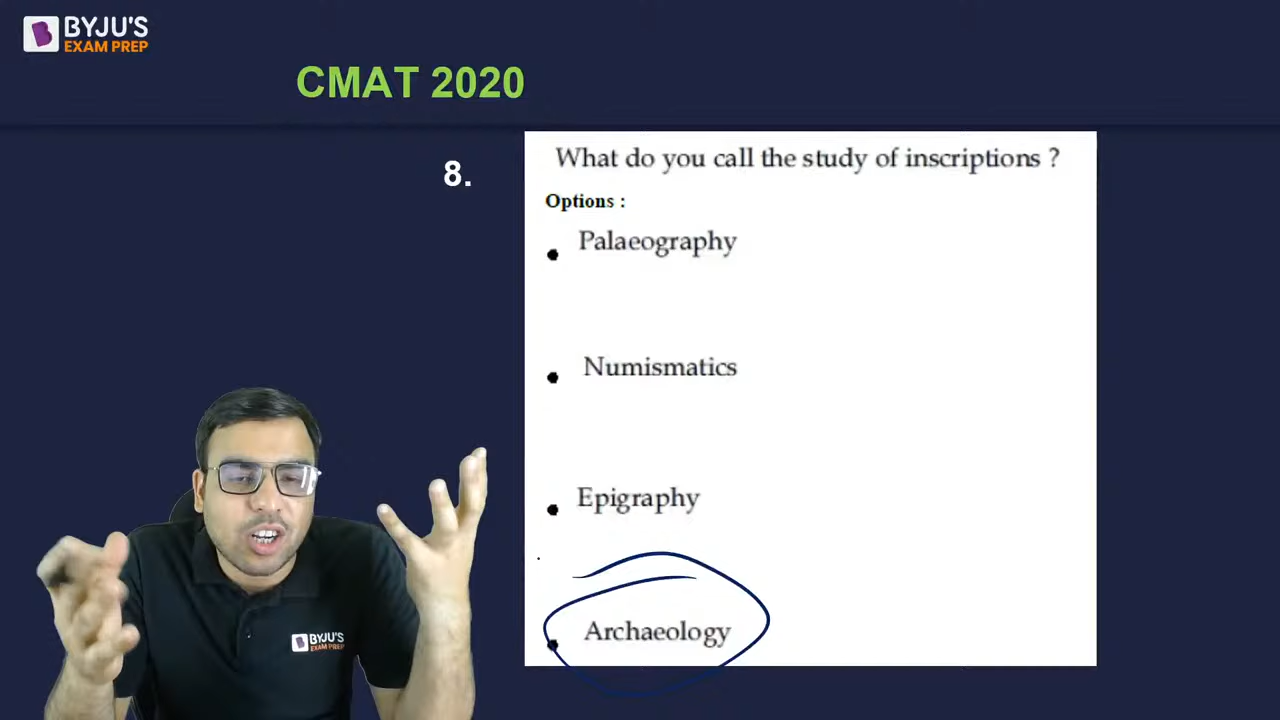 BYJU'S
EXAM PREP
CMAT 2020
8.
What do you call the study of inscriptions ?
Options :
Palaeography
Numismatics
Epigraphy
Archaeology
BYJU'S
EXAM PREP